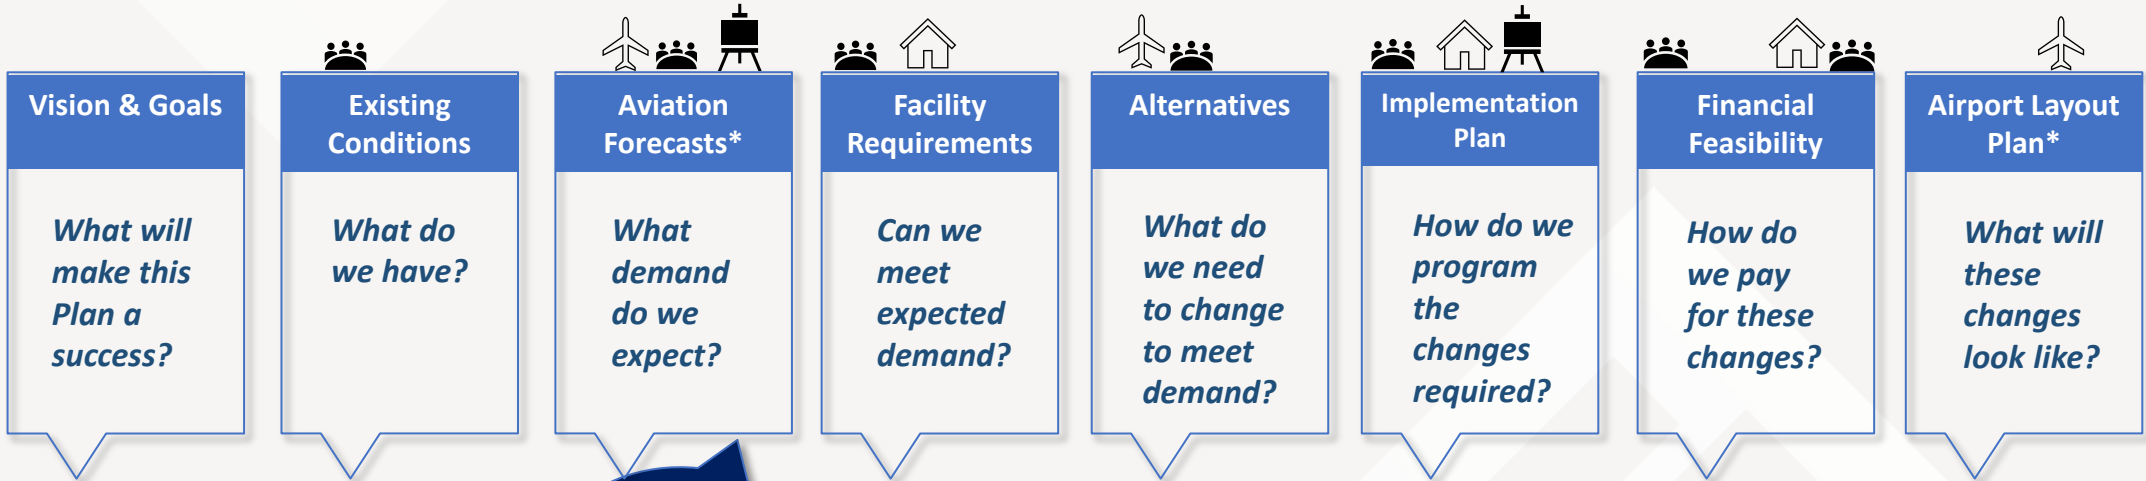 Vision & Goals
What will
make this
Plan a
success?
Existing
Conditions
What do
we have?
Aviation
Forecasts*
What
demand
do we
expect?
Facility
Requirements
Can we
meet
expected
demand?
Alternatives
What do
we need
to change
to meet
demand?
Implementation
Plan
How do we
program
the
changes
required?
Financial
Feasibility
How do
we pay
for these
changes?
Airport Layout
Plan*
What will
these
changes
look like?